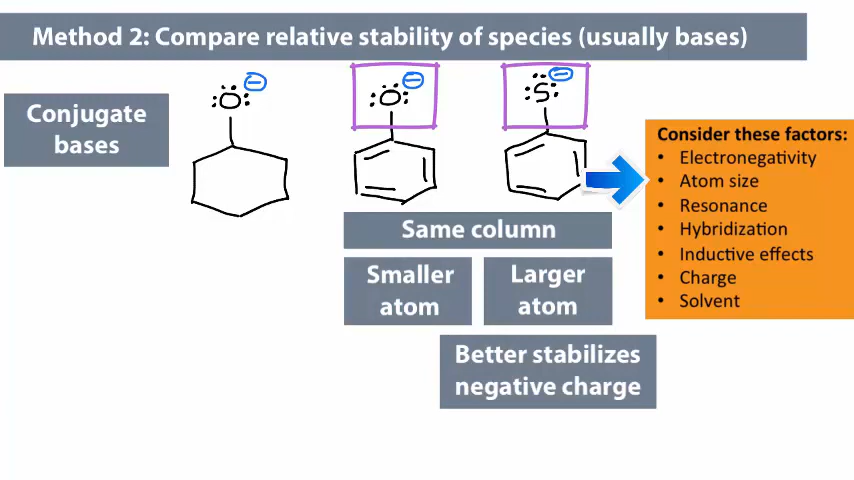 Method 2: Compare relative stability of species (usually bases)
Conjugate
bases
:Ö: ⊖
:Ö: ⊖
:S̈: ⊖
Same column
Smaller
atom
Larger
atom
Better stabilizes
negative charge
Consider these factors:
• Electronegativity
• Atom size
• Resonance
• Hybridization
• Inductive effects
• Charge
• Solvent